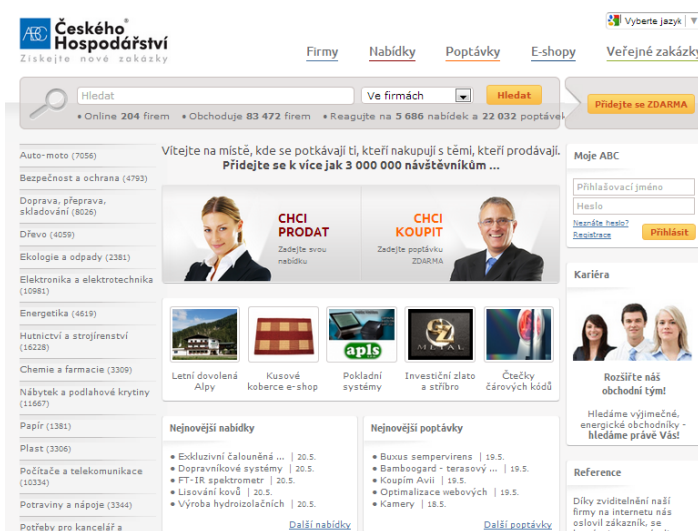 ABC Českého
Hospodářství
Získejte nové zakázky
Vyberte jazyk
Firmy
Nabídky
Poptávky
E-shopy
Veřejné zakázky
Hledat
Ve firmách
Hledat
• Online 204 firem • Obchoduje 83 472 firem • Reagujte na 5 686 nabídek a 22 032 poptávek
Přidejte se ZDARMA
Auto-moto (7056)
Bezpečnost a ochrana (4793)
Doprava, přeprava,
skladování (8026)
Dřevo (4059)
Ekologie a odpady (2381)
Elektronika a elektrotechnika
(10981)
Energetika (4619)
Hutnictví a strojírenství
(16228)
Chemie a farmacie (3309)
Nábytek a podlahové krytiny
(11667)
Papír (1381)
Plast (3306)
Počítače a telekomunikace
(10334)
Potraviny a nápoje (3344)
Potřeby pro kancelář a
Vítejte na místě, kde se potkávají ti, kteří nakupují s těmi, kteří prodávají.
Přidejte se k více jak 3 000 000 návštěvníkům ...
CHCI
PRODAT
Zadejte svou
nabídku
CHCI
KOUPIT
Zadejte poptávku
ZDARMA
apls
GZ
METAL
Letní dovolená
Alpy
Kusové
koberce e-shop
Pokladní
systémy
Investiční zlato
a stříbro
Čtečky
čárových kódů
Nejnovější nabídky
• Exkluzivní čalouněná ... | 20.5.
• Dopravníkové systémy | 20.5.
• FT-IR spektrometr | 20.5.
• Lisování kovů | 20.5.
• Výroba hydroizolačních | 20.5.
Další nabídky
Nejnovější poptávky
• Buxus sempervirens | 19.5.
• Bamboogard - terasový ... | 19.5.
• Koupím Avii | 19.5.
• Optimalizace webových | 19.5.
• Kamery | 18.5.
Další poptávky
Moje ABC
Přihlašovací jméno
Heslo
Neznáte heslo?
Registrace
Přihlásit
Kariéra
Rozšiřte náš
obchodní tým!
Hledáme výjimečné,
energické obchodníky -
hledáme právě Vás!
Reference
Díky zviditelnění naší
firmy na internetu nás
oslovil zákazník, se